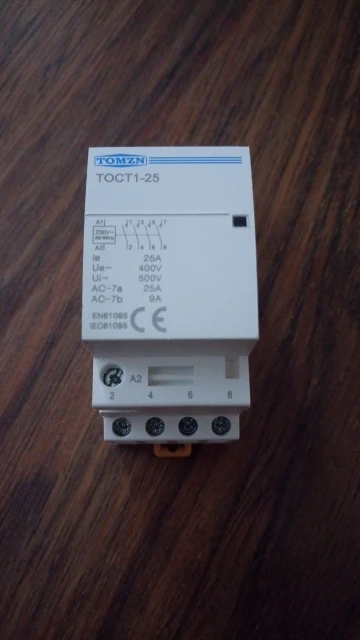 TOMZN
TOCT1-25
A1 1 3 5 7
230V~
A2 2 4 6 8
Ie 25A
Ue~ 400V
Ui~ 500V
AC-7a 25A
AC-7b 9A
EN61095
IEC61095
CE
A2
2 4 6 8